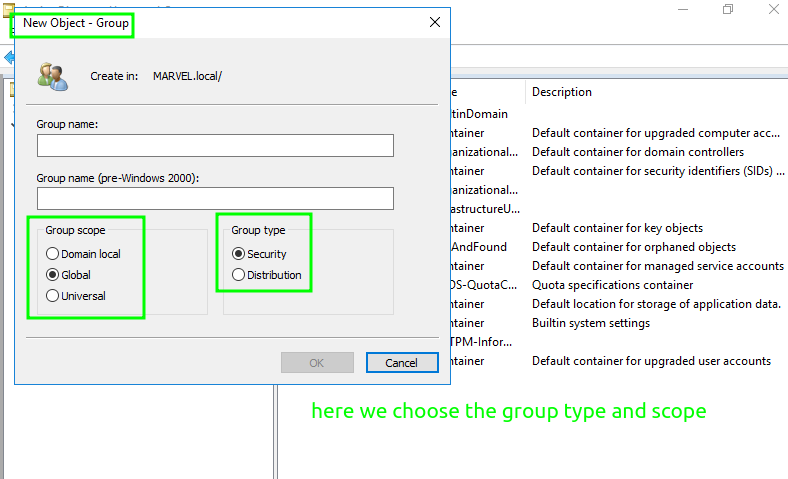 New Object - Group
Create in: MARVEL.local/
Group name:
Group name (pre-Windows 2000):
Group scope
Domain local
Global
Universal
Group type
Security
Distribution
OK
Cancel
Description
tinDomain
ntainer Default container for upgraded computer acc...
ganizational... Default container for domain controllers
ntainer Default container for security identifiers (SIDs) ...
ganizational...
rastructureU...
ntainer Default container for key objects
AndFound Default container for orphaned objects
ntainer Default container for managed service accounts
DS-QuotaC... Quota specifications container
ntainer Default location for storage of application data.
ntainer Builtin system settings
TPM-Infor...
ntainer Default container for upgraded user accounts
here we choose the group type and scope